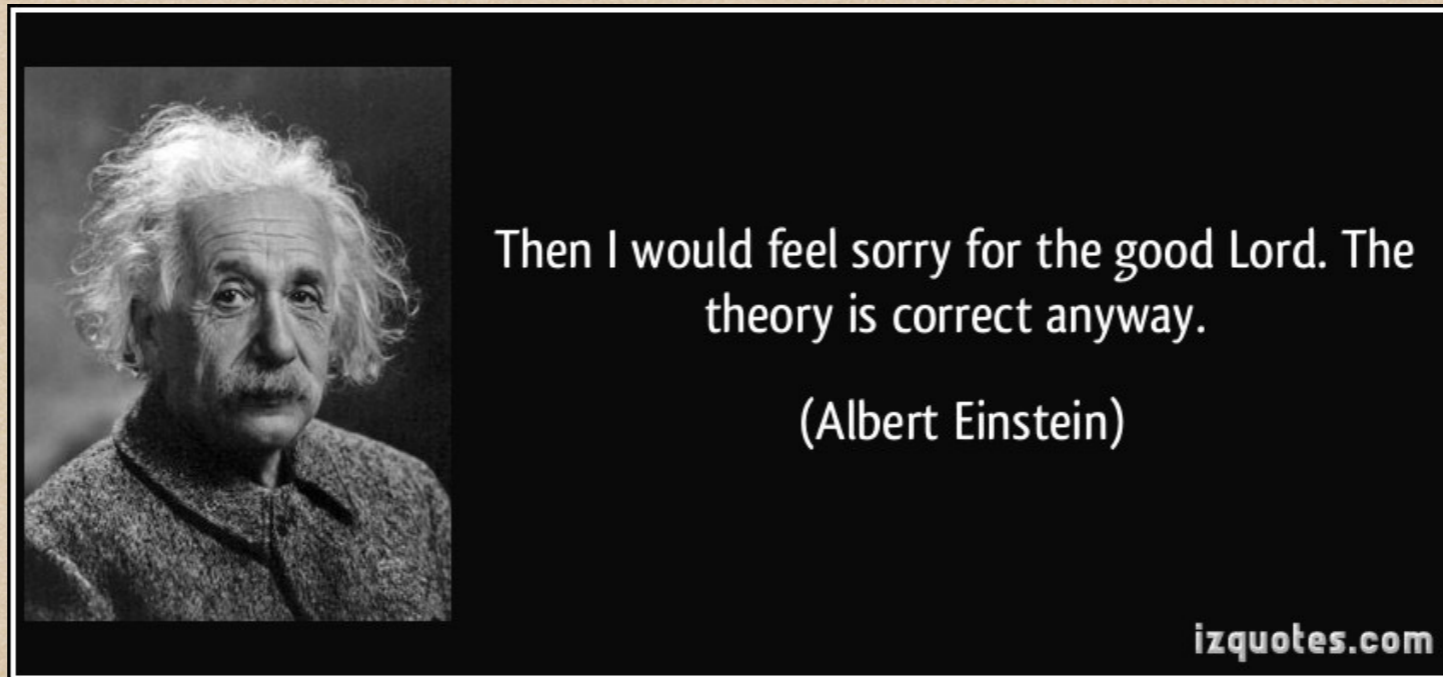 Then I would feel sorry for the good Lord. The
theory is correct anyway.
(Albert Einstein)
izquotes.com